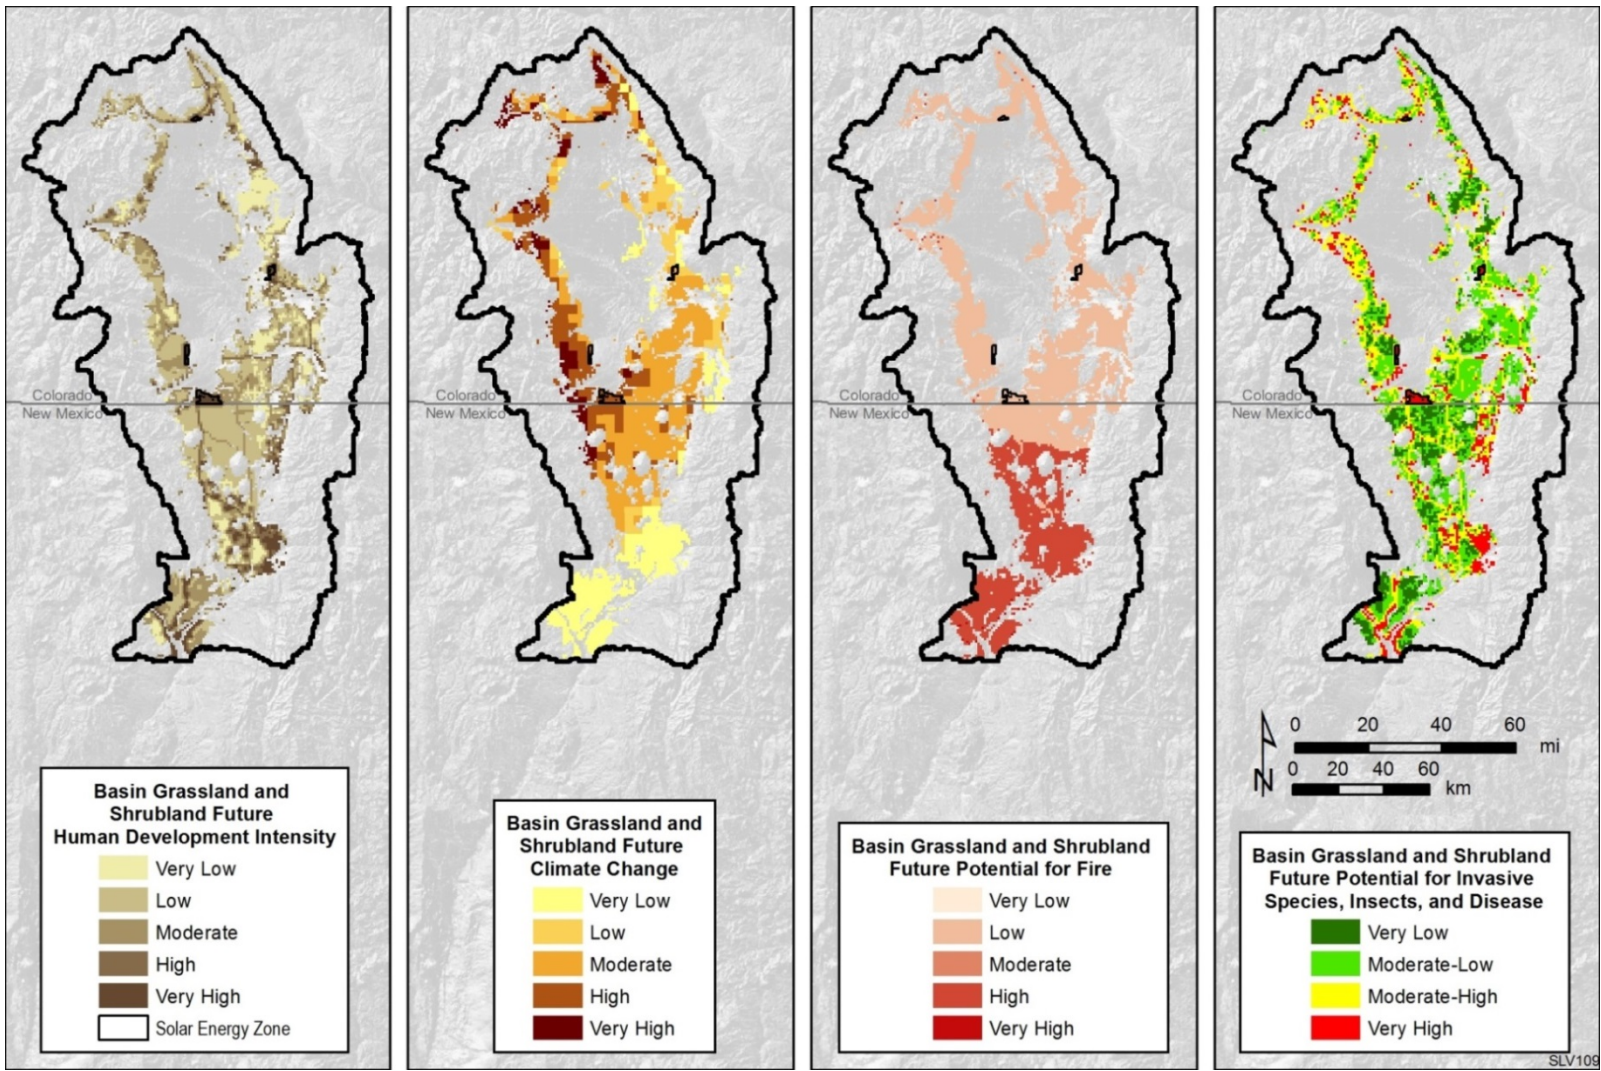 Colorado
New Mexico
Basin Grassland and
Shrubland Future
Human Development Intensity
Very Low
Low
Moderate
High
Very High
Solar Energy Zone
Colorado
New Mexico
Basin Grassland and
Shrubland Future
Climate Change
Very Low
Low
Moderate
High
Very High
Colorado
New Mexico
Basin Grassland and Shrubland
Future Potential for Fire
Very Low
Low
Moderate
High
Very High
Colorado
New Mexico
0 20 40 60
mi
0 20 40 60
km
N
Basin Grassland and Shrubland
Future Potential for Invasive
Species, Insects, and Disease
Very Low
Moderate-Low
Moderate-High
Very High
SLV109